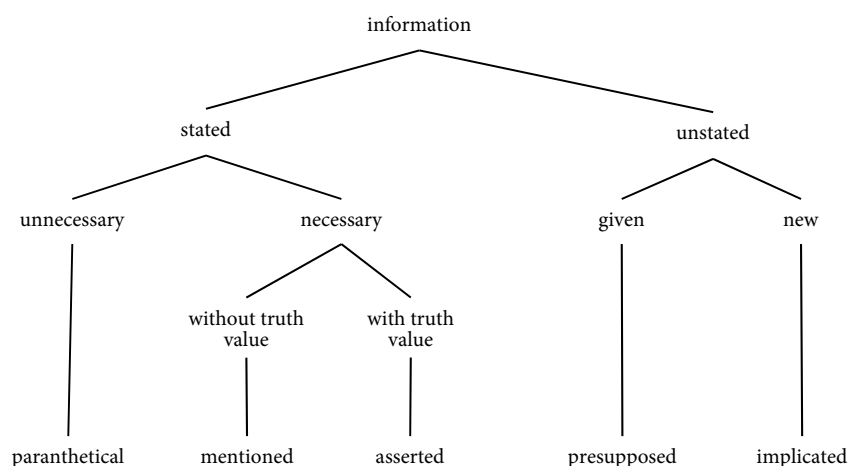 information
stated
unstated
unnecessary
necessary
given
new
without truth
value
with truth
value
paranthetical
mentioned
asserted
presupposed
implicated